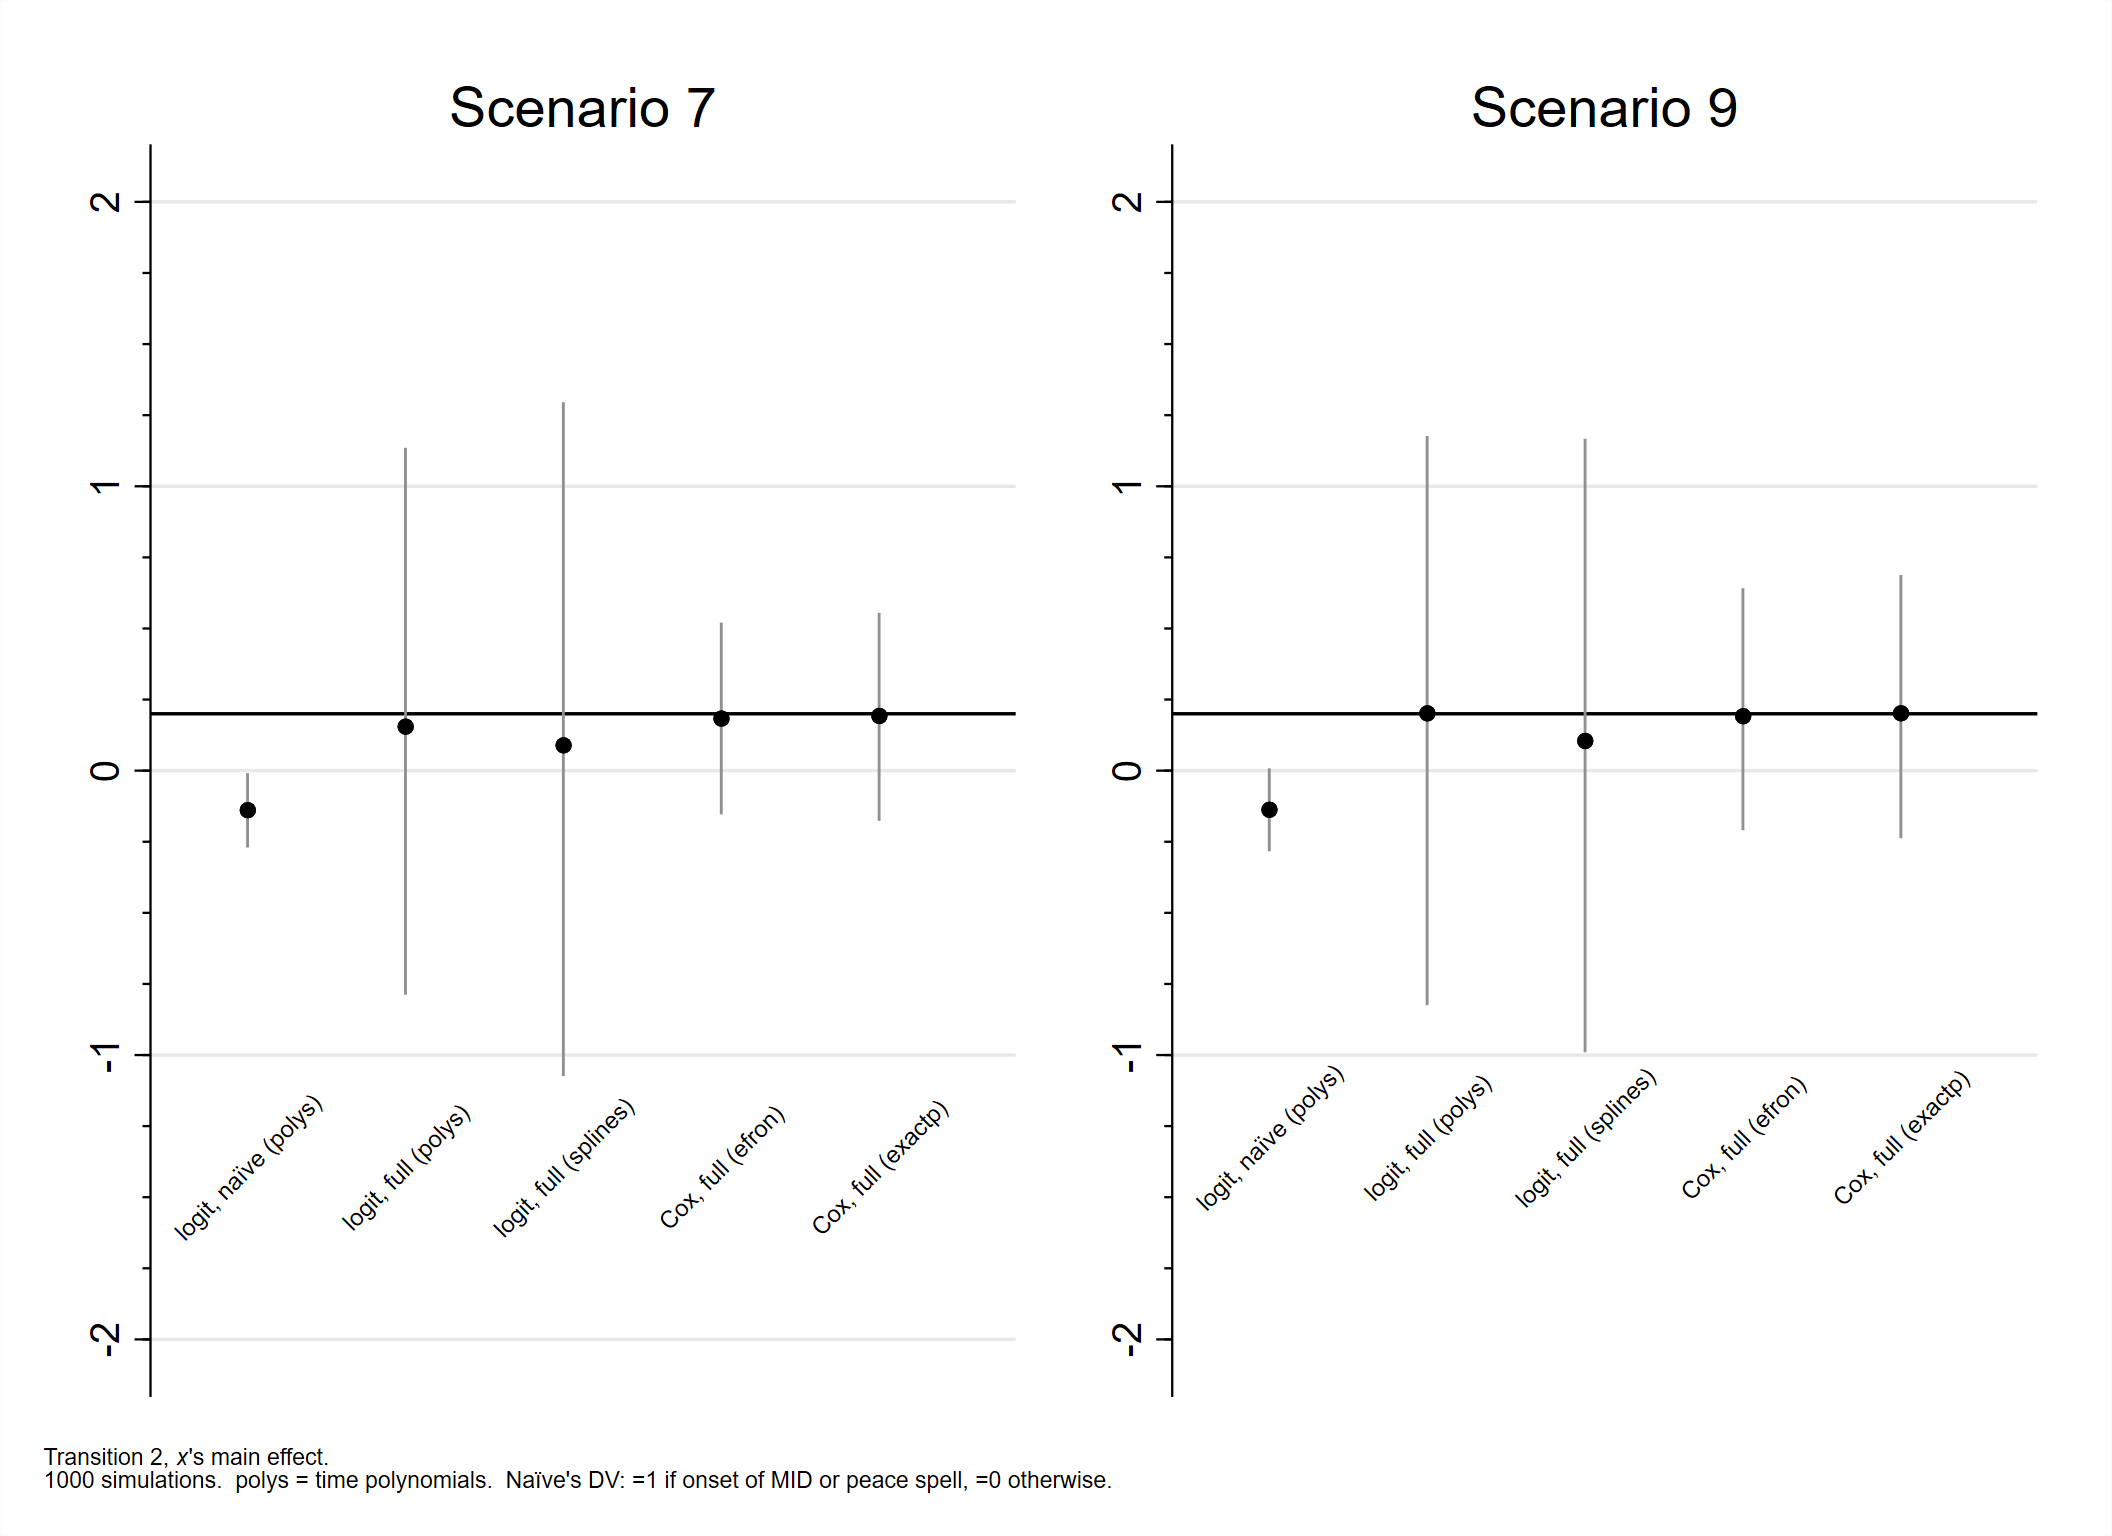 Scenario 7
2
1
0
-1
-2
logit, naïve (polys)
logit, full (polys)
logit, full (splines)
Cox, full (efron)
Cox, full (exactp)
Scenario 9
2
1
0
-1
-2
logit, naïve (polys)
logit, full (polys)
logit, full (splines)
Cox, full (efron)
Cox, full (exactp)
Transition 2, x's main effect.
1000 simulations.  polys = time polynomials.  Naïve's DV: =1 if onset of MID or peace spell, =0 otherwise.